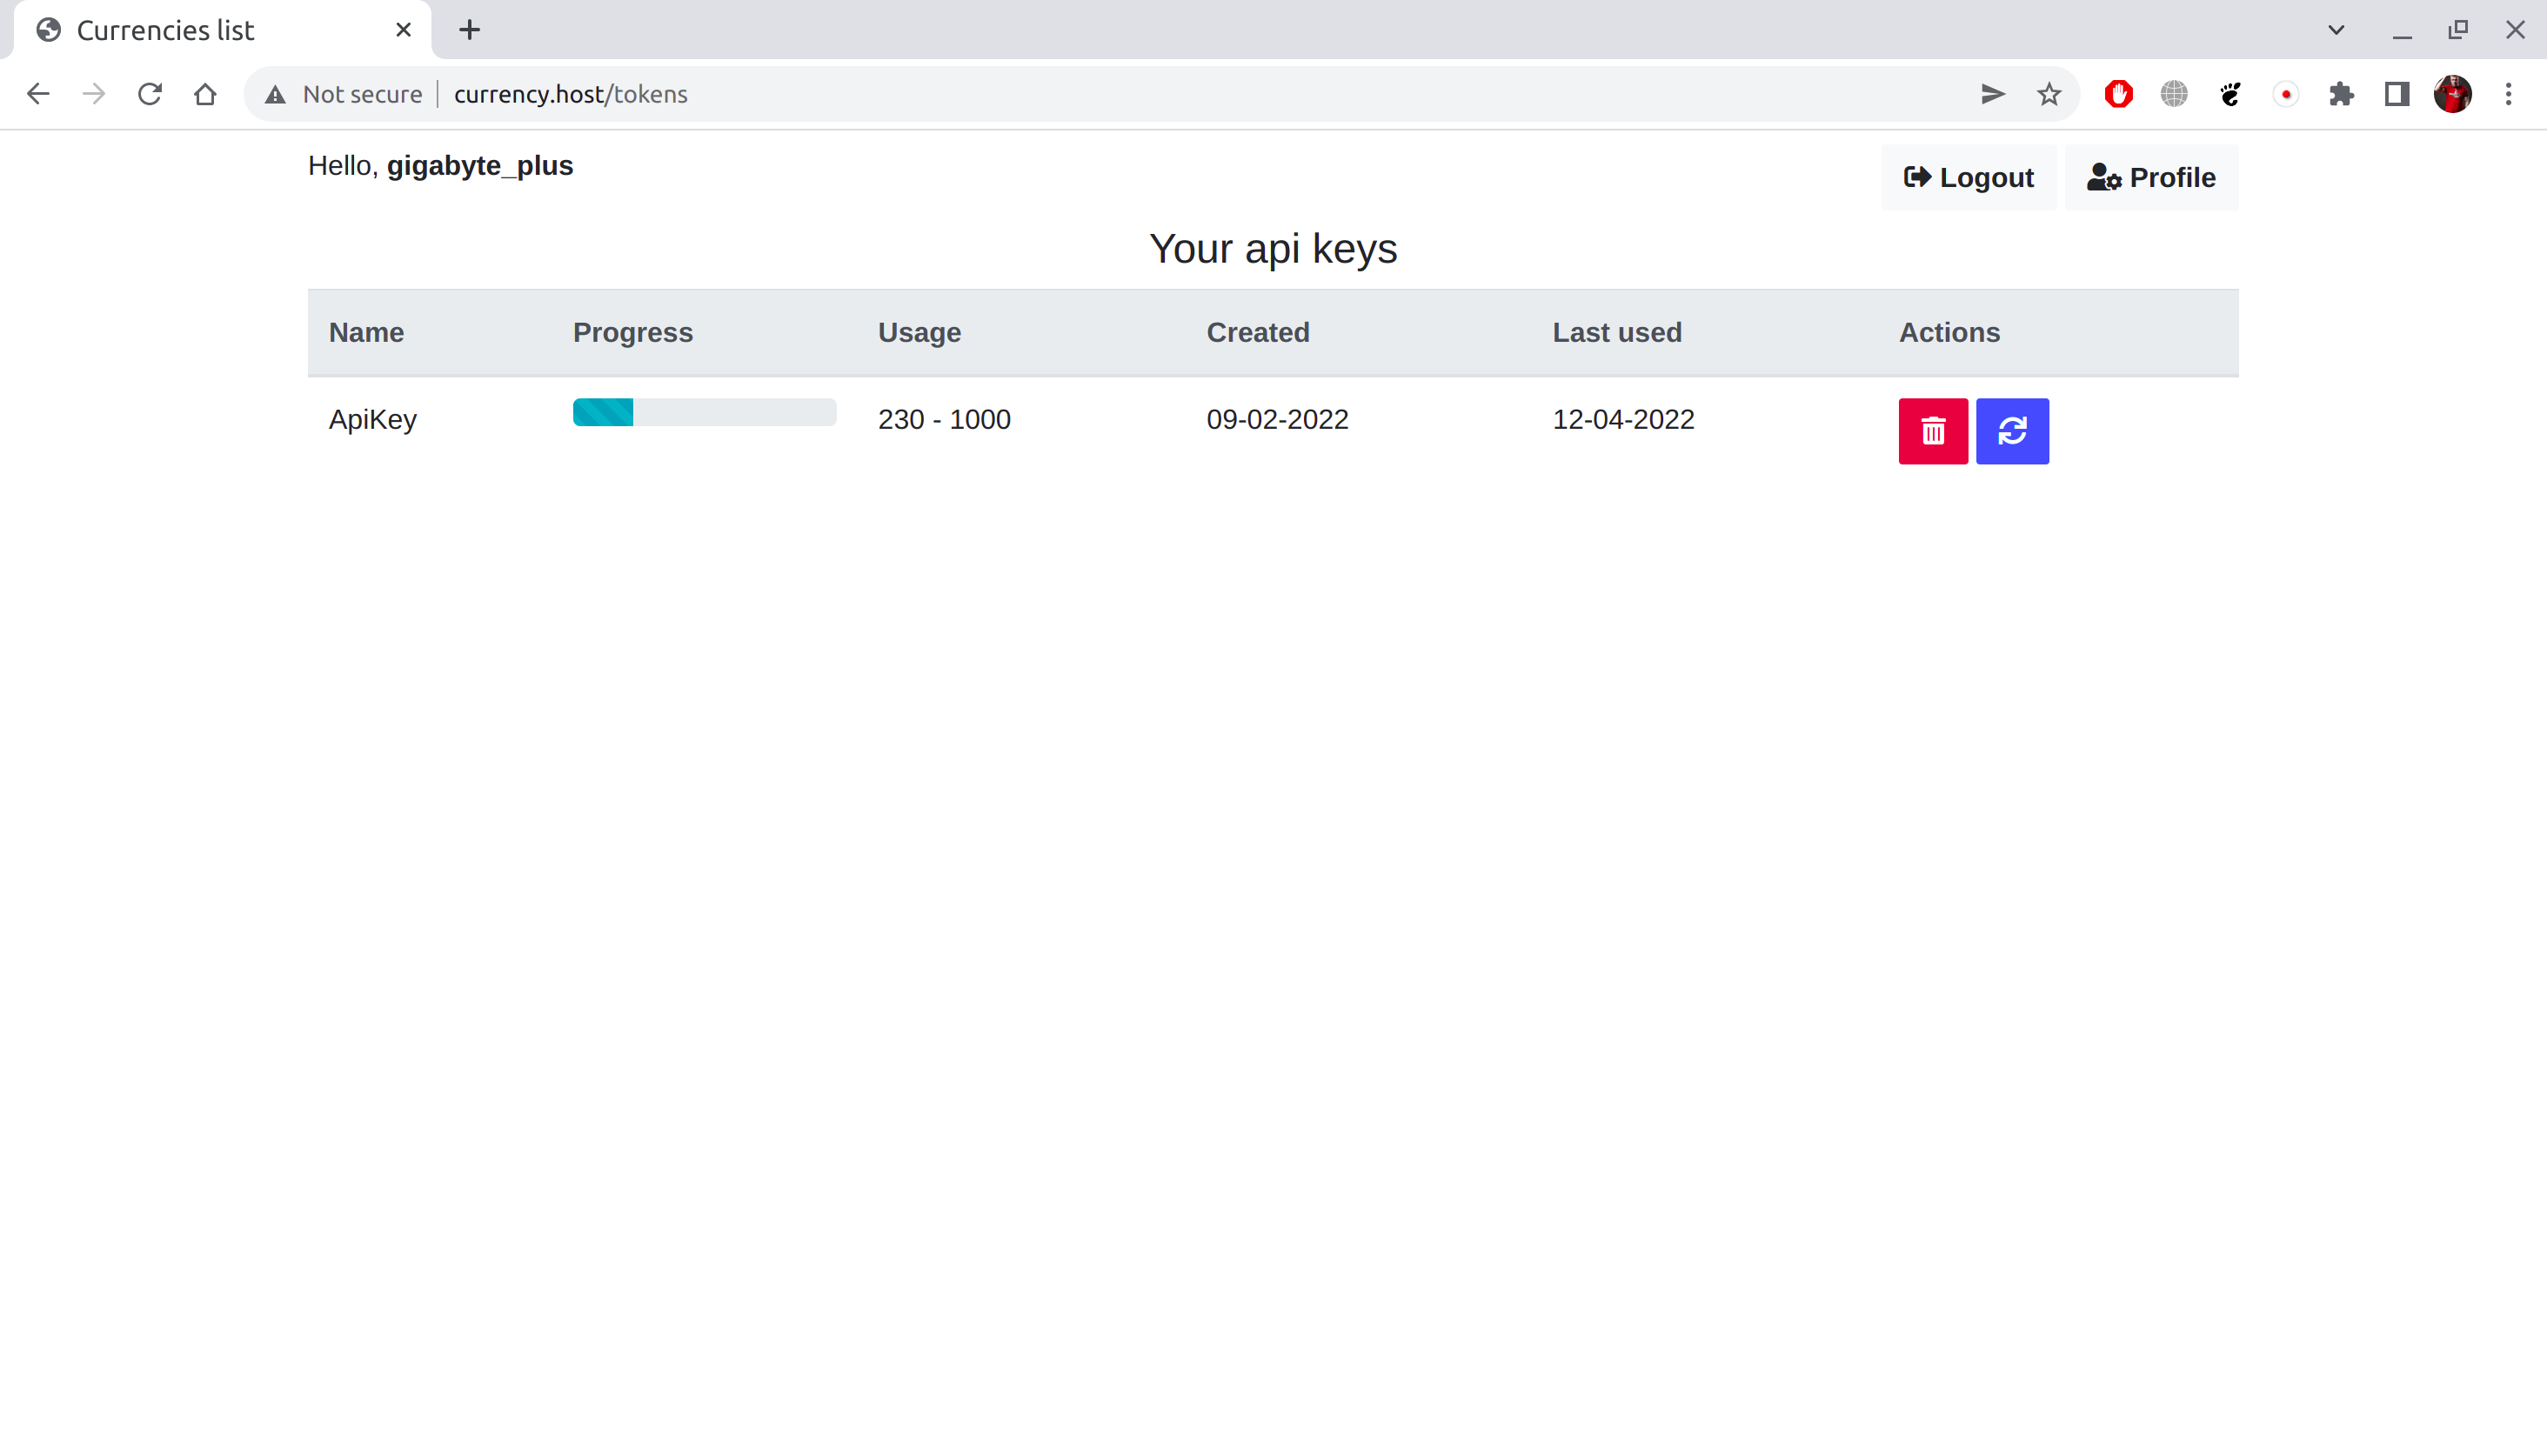 Currencies list
Not secure currency.host/tokens
Hello, gigabyte_plus Logout Profile
Your api keys
Name Progress Usage Created Last used Actions
ApiKey 230 - 1000 09-02-2022 12-04-2022